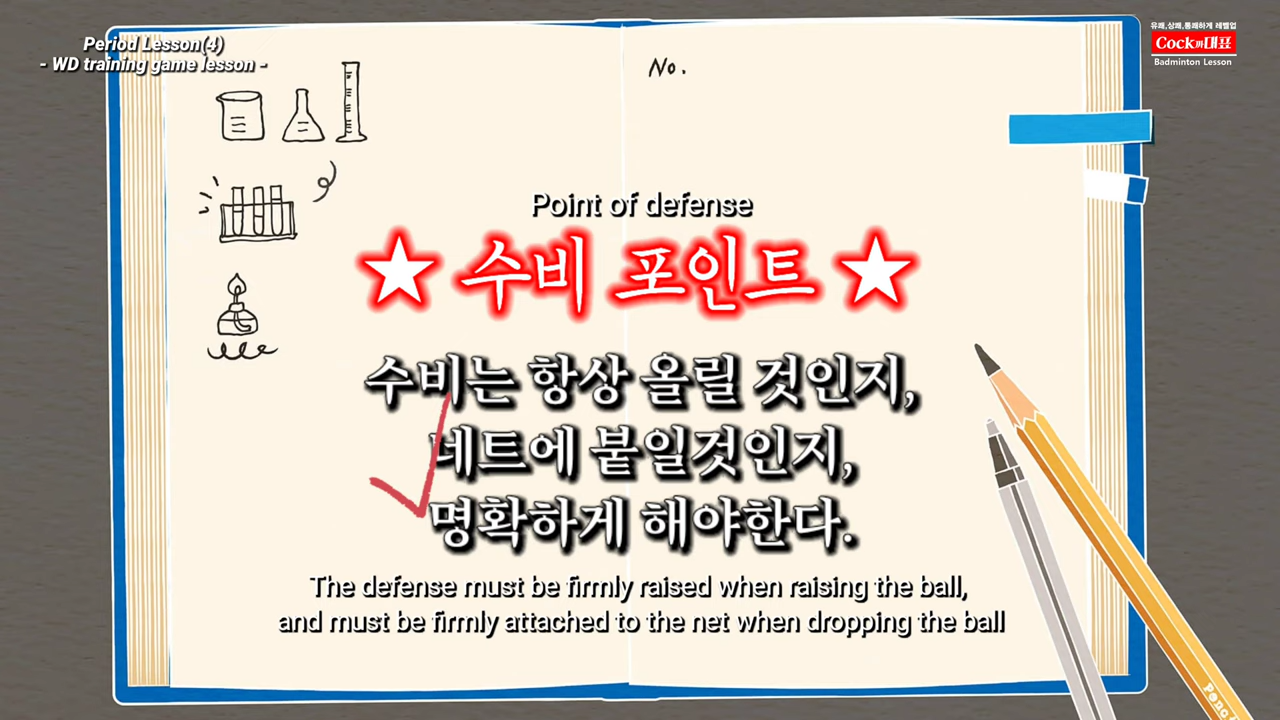 Period Lesson(4)
- WD training game lesson -
유쾌,상쾌,통쾌하게 레벨업
Cock까대표
Badminton Lesson
No.
Point of defense
★ 수비 포인트 ★
수비는 항상 올릴 것인지,
네트에 붙일것인지,
명확하게 해야한다.
The defense must be firmly raised when raising the ball,
and must be firmly attached to the net when dropping the ball